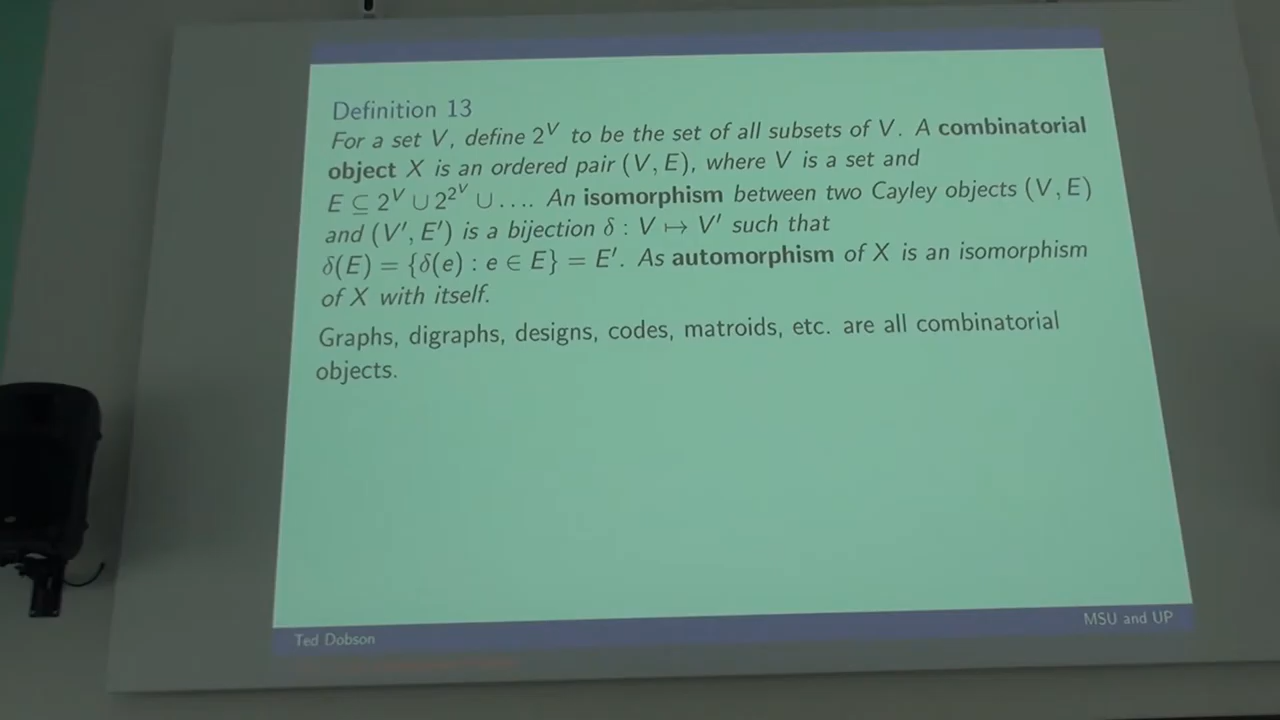 Definition 13
For a set V, define 2^V to be the set of all subsets of V. A combinatorial
object X is an ordered pair (V, E), where V is a set and
E ⊆ 2^V ∪ 2^{2^V} ∪ .... An isomorphism between two Cayley objects (V, E)
and (V′, E′) is a bijection δ : V ↦ V′ such that
δ(E) = {δ(e) : e ∈ E} = E′. As automorphism of X is an isomorphism
of X with itself.
Graphs, digraphs, designs, codes, matroids, etc. are all combinatorial
objects.
Ted Dobson
MSU and UP